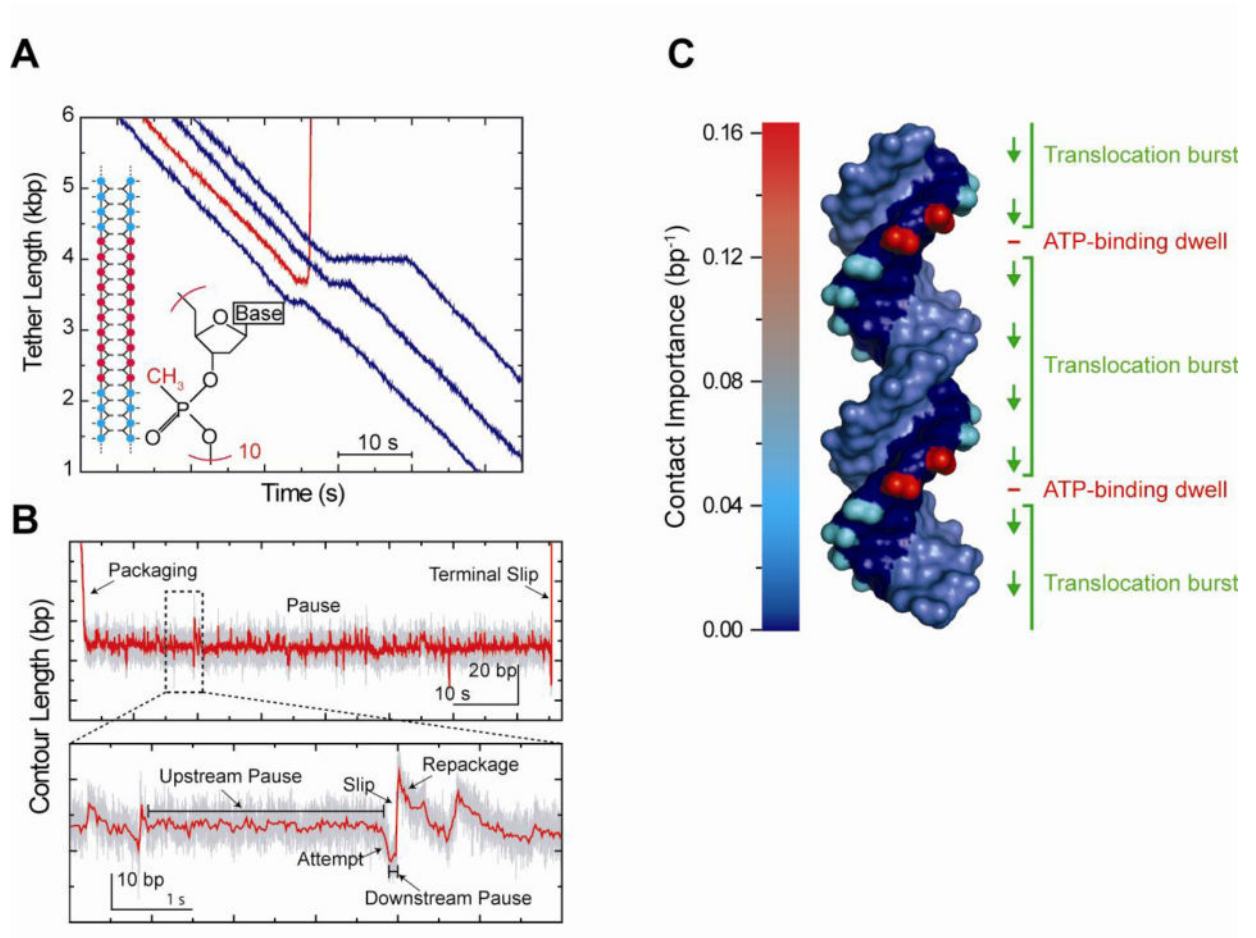 A
6
5
4
3
2
1
Tether Length (kbp)
Base
O
CH3
O
P
O
O
10
10 s
Time (s)
B
Packaging
Terminal Slip
Pause
20 bp
10 s
Contour Length (bp)
Upstream Pause
Slip
Repackage
Attempt
10 bp
1 s
Downstream Pause
C
0.16
0.12
0.08
0.04
0.00
Contact Importance (bp⁻¹)
Translocation burst
ATP-binding dwell
Translocation burst
ATP-binding dwell
Translocation burst